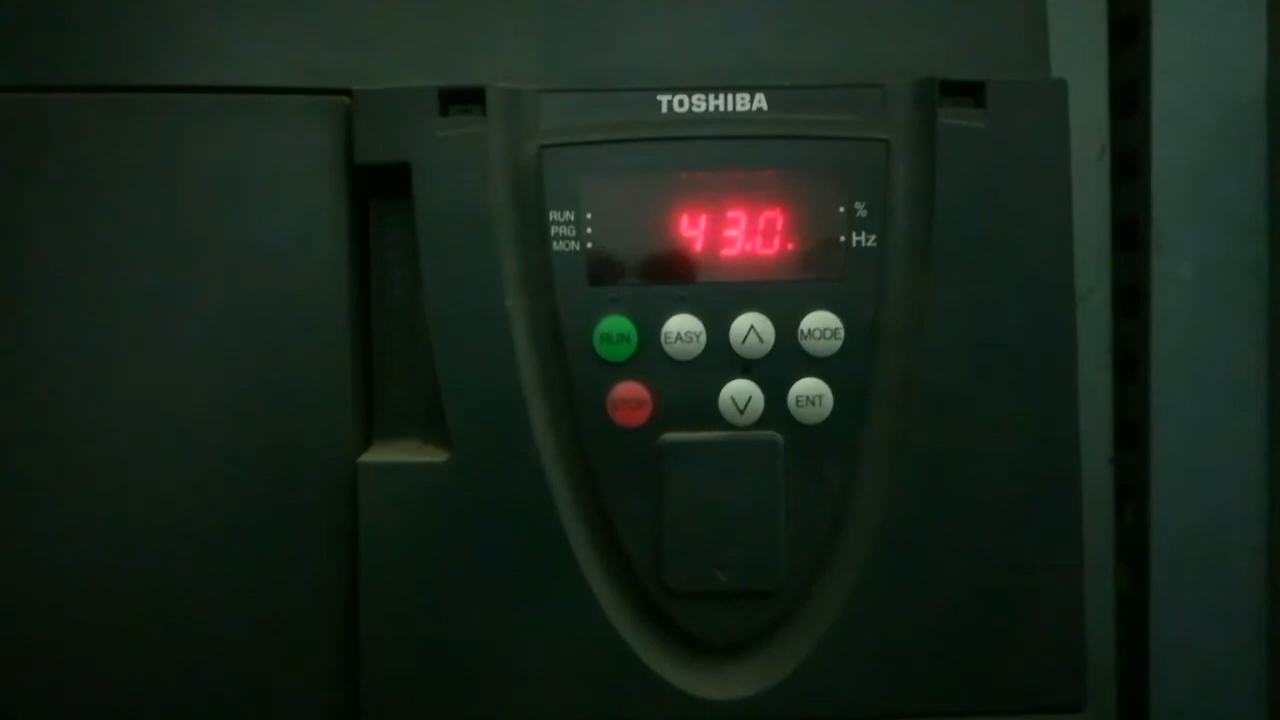 TOSHIBA
RUN
PRG
MON
43.0.
%
Hz
RUN
EASY
MODE
STOP
ENT